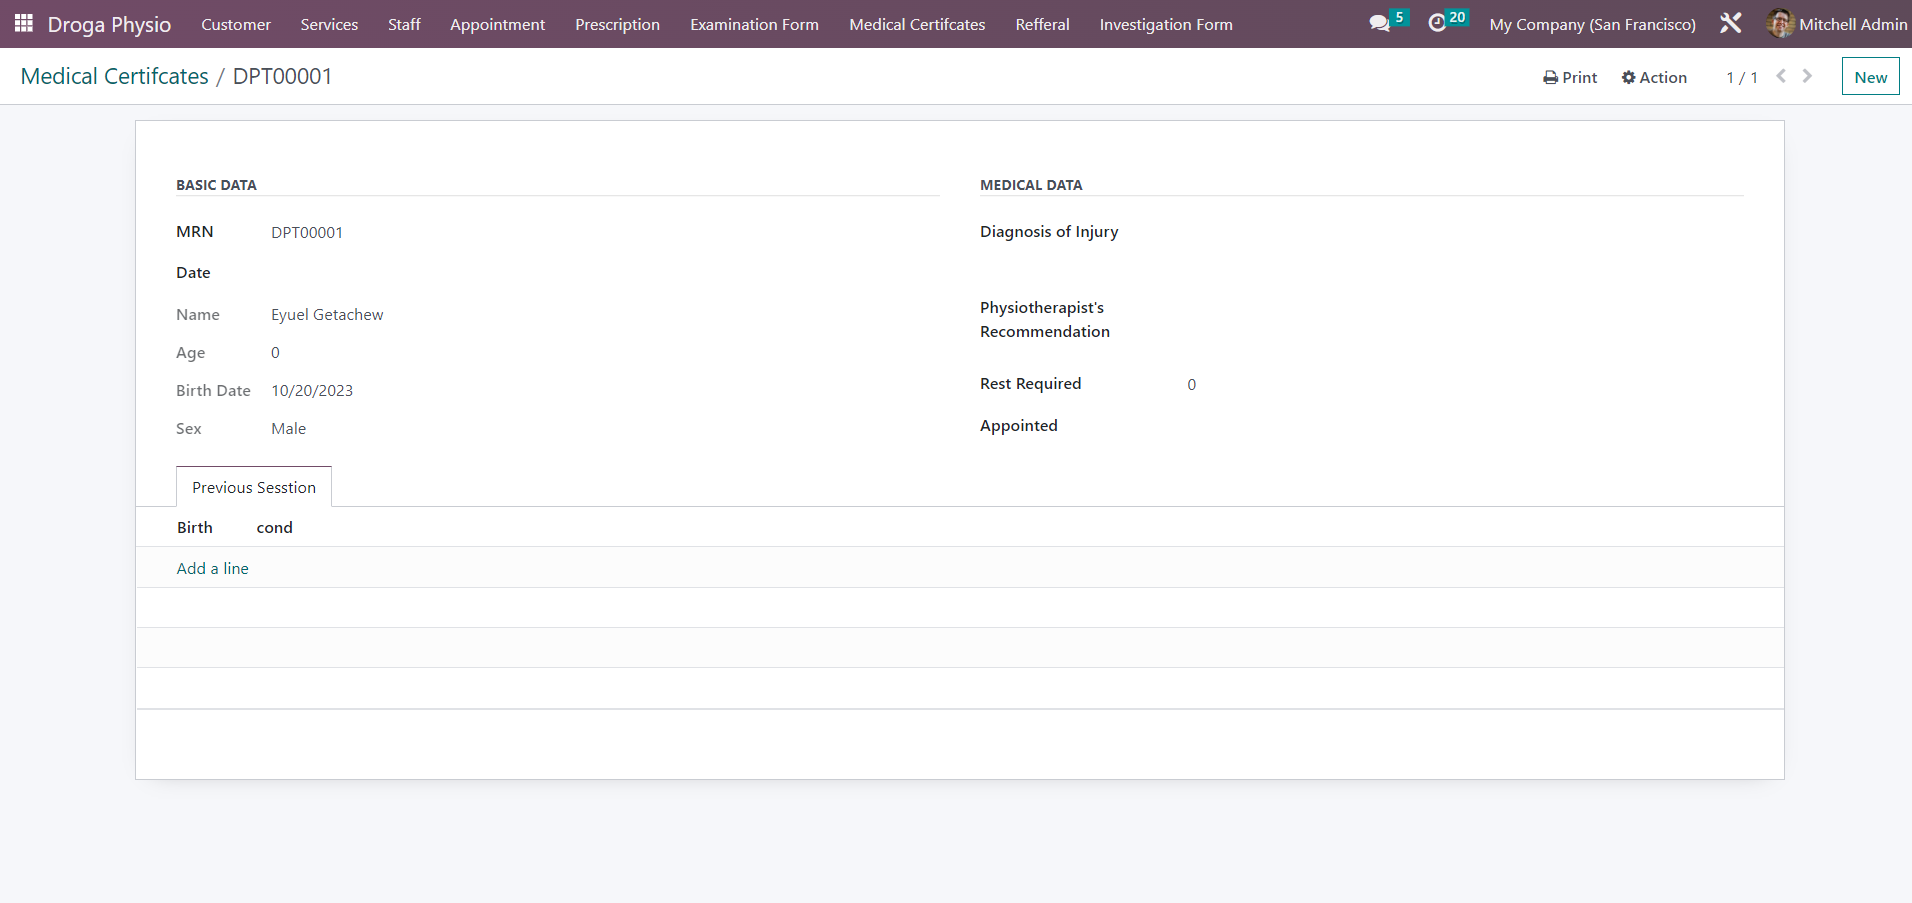 Droga Physio Customer Services Staff Appointment Prescription Examination Form Medical Certifcates Refferal Investigation Form 5 20 My Company (San Francisco) Mitchell Admin
Medical Certifcates / DPT00001 Print Action 1 / 1 New
BASIC DATA
MRN DPT00001
Date
Name Eyuel Getachew
Age 0
Birth Date 10/20/2023
Sex Male
MEDICAL DATA
Diagnosis of Injury
Physiotherapist's
Recommendation
Rest Required 0
Appointed
Previous Sesstion
Birth cond
Add a line